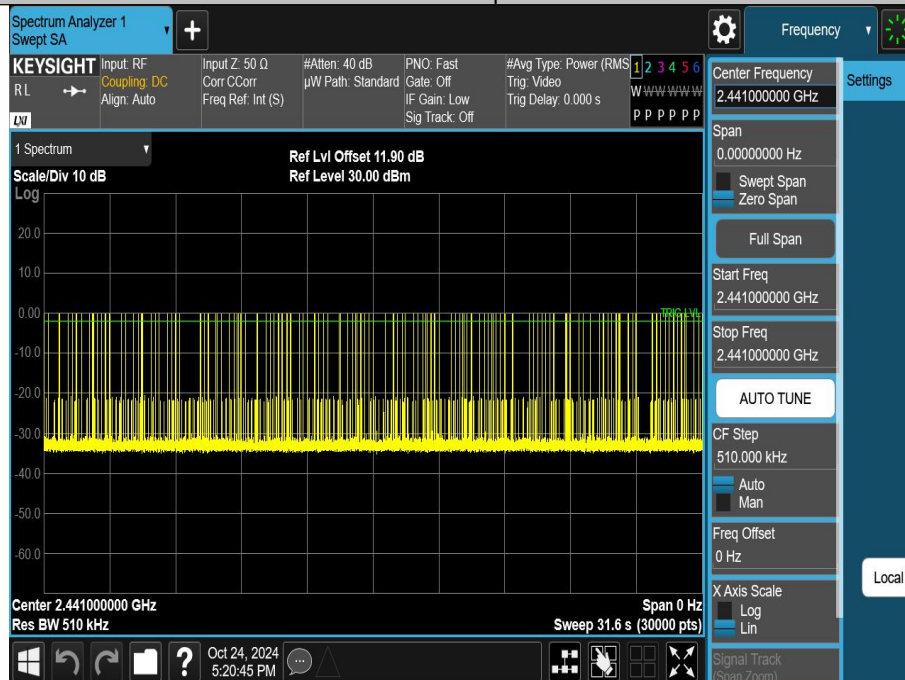 Spectrum Analyzer 1
Swept SA
+
Frequency
KEYSIGHT
RL
LXI
Input: RF
Coupling: DC
Align: Auto
Input Z: 50 Ω
Corr CCorr
Freq Ref: Int (S)
#Atten: 40 dB
µW Path: Standard
PNO: Fast
Gate: Off
IF Gain: Low
Sig Track: Off
#Avg Type: Power (RMS
Trig: Video
Trig Delay: 0.000 s
1 2 3 4 5 6
W W W W W W
P P P P P P
Center Frequency
2.441000000 GHz
Settings
1 Spectrum
Scale/Div 10 dB
Log
Ref Lvl Offset 11.90 dB
Ref Level 30.00 dBm
20.0
10.0
0.00
-10.0
-20.0
-30.0
-40.0
-50.0
-60.0
TRIG LVL
Center 2.441000000 GHz
Res BW 510 kHz
Span 0 Hz
Sweep 31.6 s (30000 pts)
Span
0.00000000 Hz
Swept Span
Zero Span
Full Span
Start Freq
2.441000000 GHz
Stop Freq
2.441000000 GHz
AUTO TUNE
CF Step
510.000 kHz
Auto
Man
Freq Offset
0 Hz
X Axis Scale
Log
Lin
Signal Track
(Span Zoom)
Local
?
Oct 24, 2024
5:20:45 PM